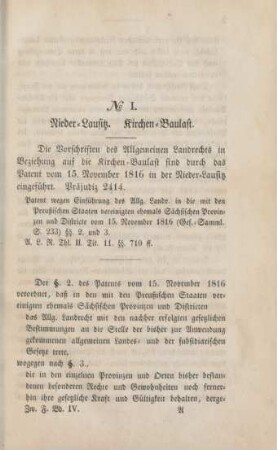 № I.
Nieder-Lausitz. Kirchen-Baulast.
Die Vorschriften des Allgemeinen Landrechts in
Beziehung auf die Kirchen-Baulast sind durch das
Patent vom 15. November 1816 in der Nieder-Lausitz
eingeführt. Präjudiz 2414.
Patent wegen Einführung des Allg. Landr. in die mit den
Preußischen Staaten vereinigten ehemals Sächsischen Provin-
zen und Districte vom 15. November 1816 (Ges.-Samml.
S. 233) §§. 2 und 3.
A. L. R. Thl. II. Tit. 11. §§. 710 ff.
Der §. 2. des Patents vom 15. November 1816
verordnet, daß in den mit den Preußischen Staaten ver-
einigten ehemals Sächsischen Provinzen und Districten
das Allg. Landrecht mit den nachher erfolgten gesetzlichen
Bestimmungen an die Stelle der bisher zur Anwendung
gekommenen allgemeinen Landes- und der subsidiarischen
Gesetze trete,
wogegen nach §. 3.,
die in den einzelnen Provinzen und Orten bisher bestan-
denen besonderen Rechte und Gewohnheiten noch ferner-
hin ihre gesetzliche Kraft und Gültigkeit behalten, derge-
Zw. F. Bd. IV. A